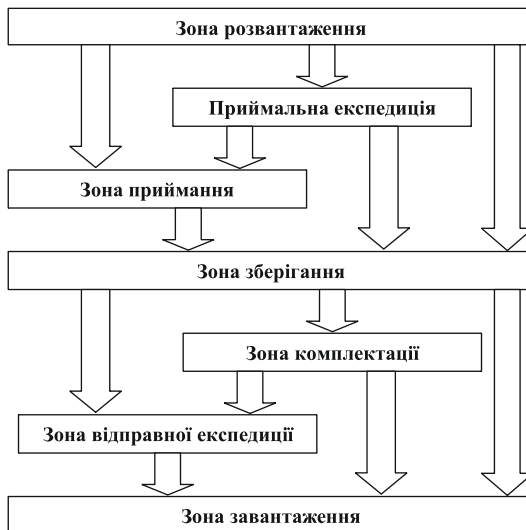 Зона розвантаження
Приймальна експедиція
Зона приймання
Зона зберігання
Зона комплектації
Зона відправної експедиції
Зона завантаження